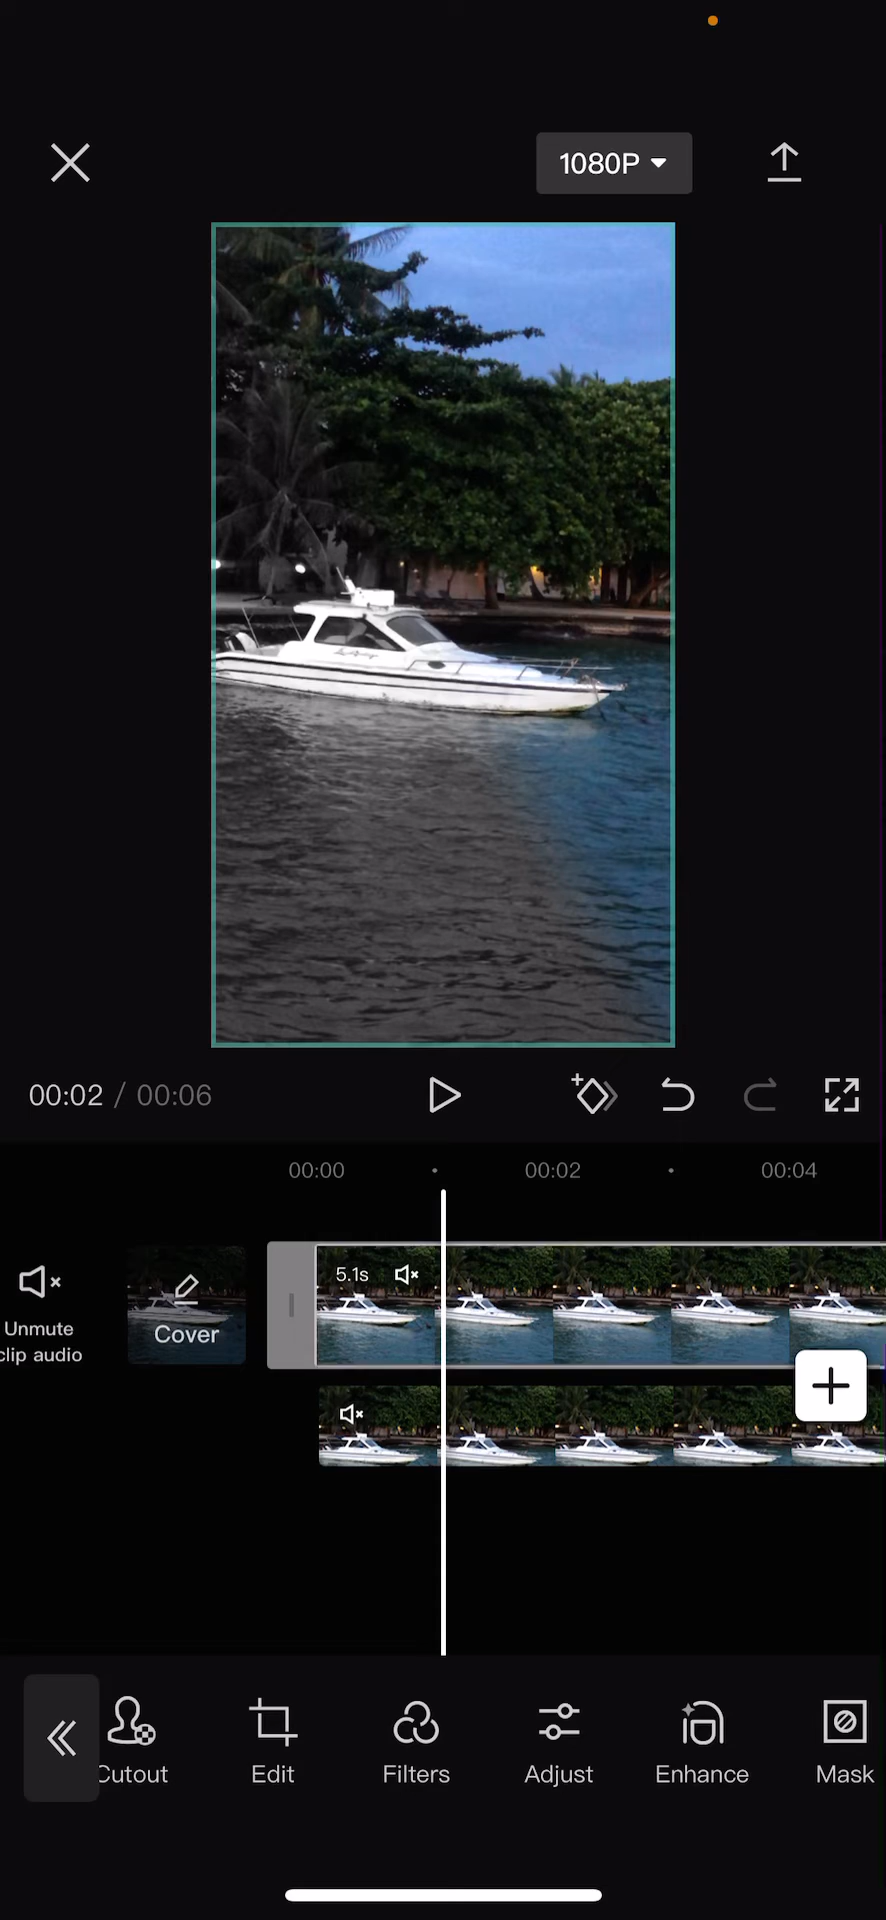 1080P
00:02 / 00:06
00:00
00:02
00:04
Unmute
clip audio
5.1s
Cover
Cutout
Edit
Filters
Adjust
Enhance
Mask